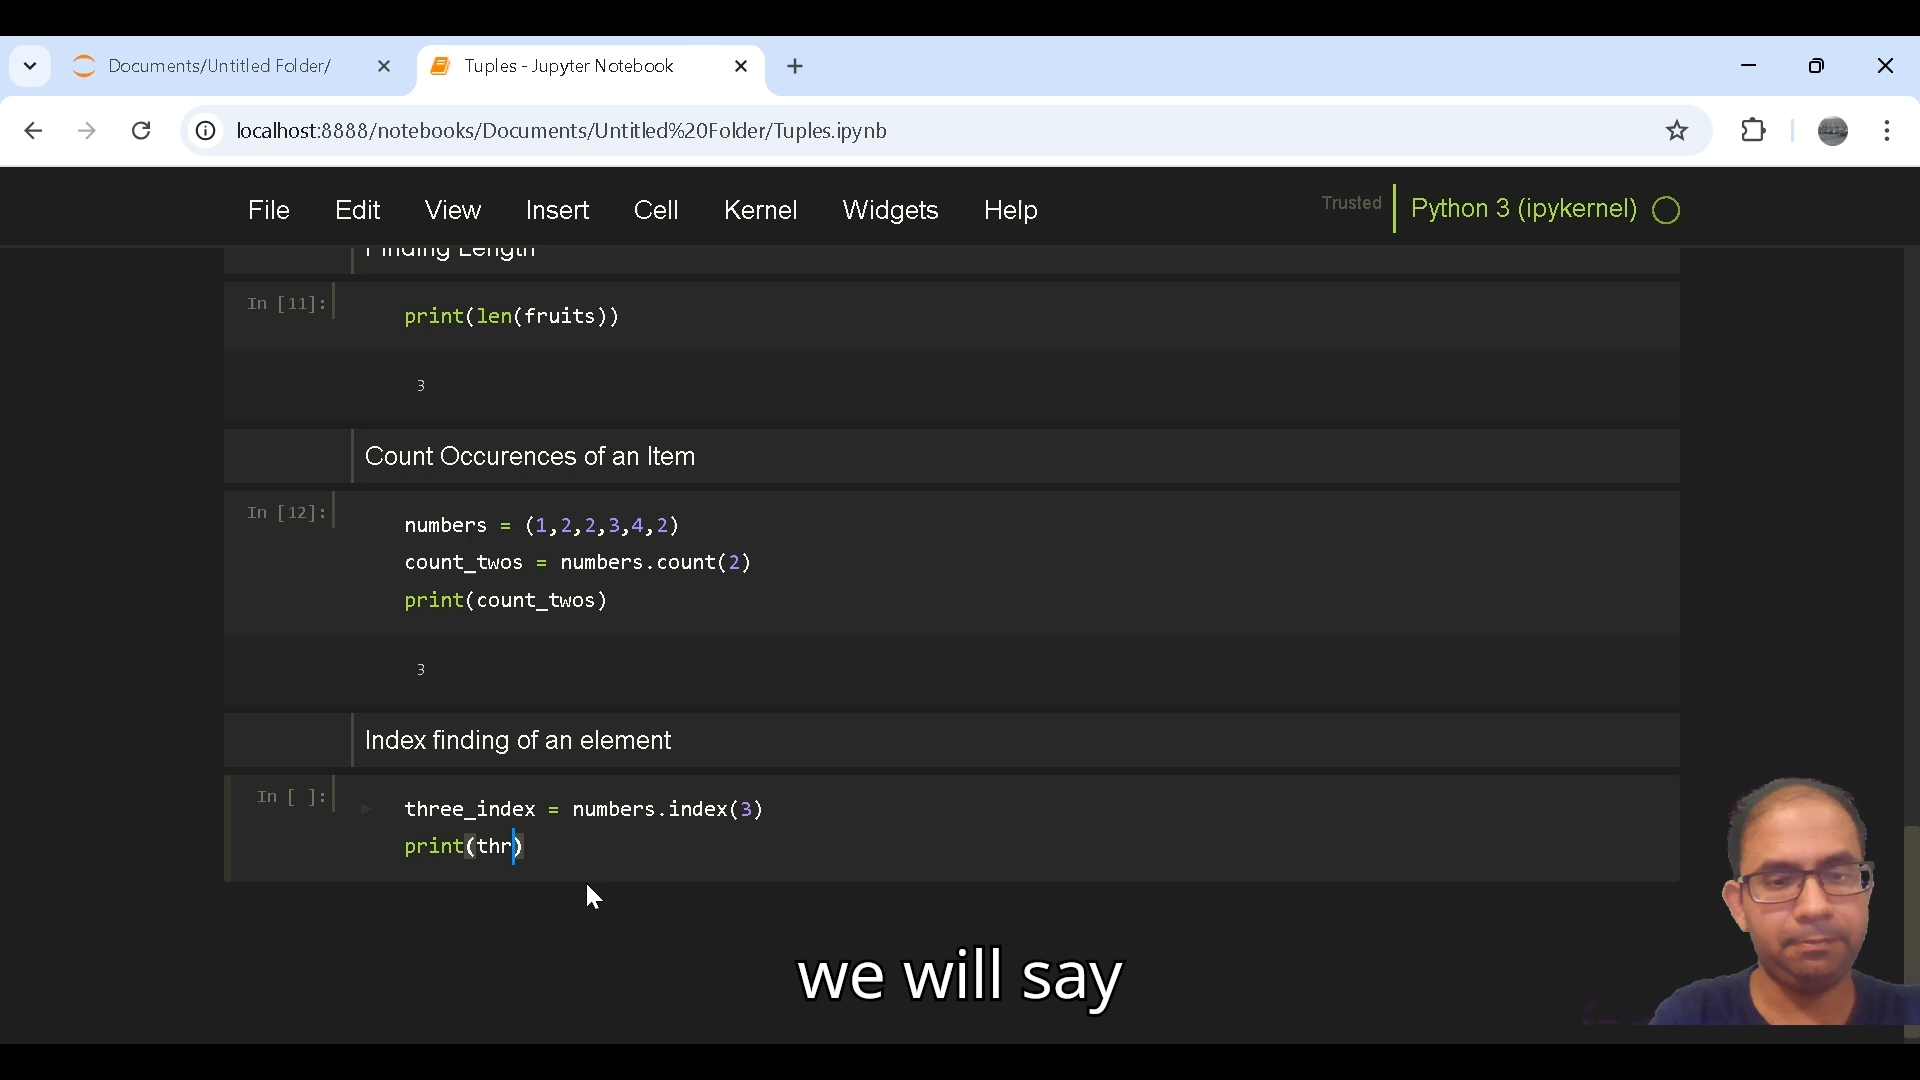 Documents/Untitled Folder/
Tuples - Jupyter Notebook
localhost:8888/notebooks/Documents/Untitled%20Folder/Tuples.ipynb
File Edit View Insert Cell Kernel Widgets Help
Trusted
Python 3 (ipykernel)
Finding Length
In [11]:
print(len(fruits))
3
Count Occurences of an Item
In [12]:
numbers = (1,2,2,3,4,2)
count_twos = numbers.count(2)
print(count_twos)
3
Index finding of an element
In [ ]:
three_index = numbers.index(3)
print(thr)
we will say